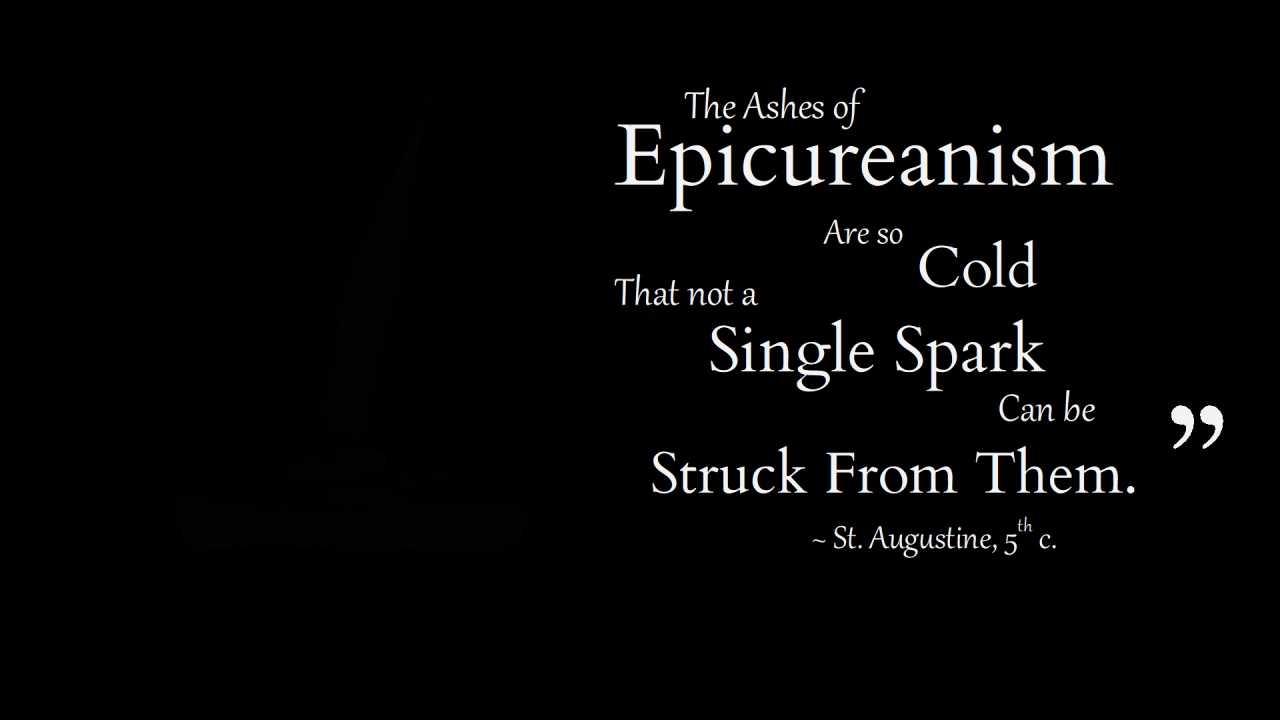 The Ashes of
Epicureanism
Are so
Cold
That not a
Single Spark
Can be
Struck From Them.
”
~ St. Augustine, 5th c.